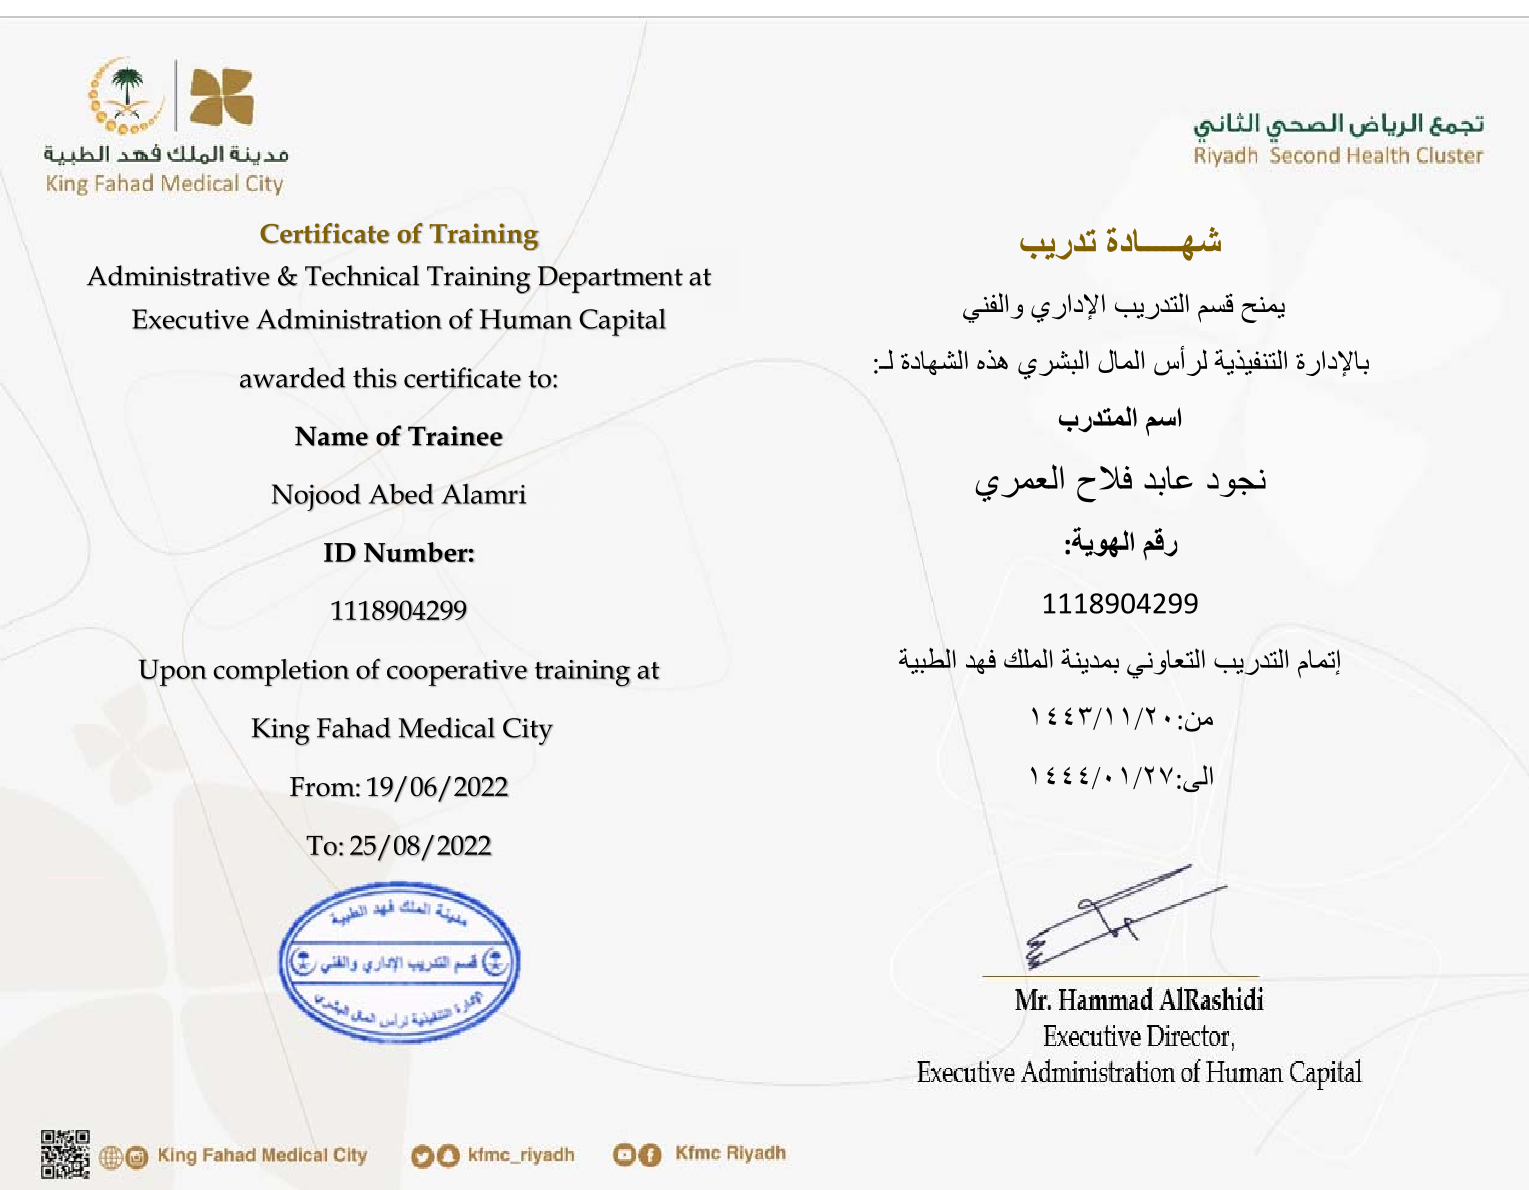 مدينة الملك فهد الطبية
King Fahad Medical City
تجمع الرياض الصحي الثاني
Riyadh Second Health Cluster
Certificate of Training
Administrative & Technical Training Department at
Executive Administration of Human Capital
awarded this certificate to:
Name of Trainee
Nojood Abed Alamri
ID Number:
1118904299
Upon completion of cooperative training at
King Fahad Medical City
From: 19/06/2022
To: 25/08/2022
مدينة الملك فهد الطبية
قسم التدريب الإداري والفني
الإدارة التنفيذية لرأس المال البشري
شهـــــادة تدريب
يمنح قسم التدريب الإداري والفني
بالإدارة التنفيذية لرأس المال البشري هذه الشهادة لـ:
اسم المتدرب
نجود عابد فلاح العمري
رقم الهوية:
1118904299
إتمام التدريب التعاوني بمدينة الملك فهد الطبية
من:١٤٤٣/١١/٢٠
الى:١٤٤٤/٠١/٢٧
Mr. Hammad AlRashidi
Executive Director,
Executive Administration of Human Capital
King Fahad Medical City
kfmc_riyadh
Kfmc Riyadh